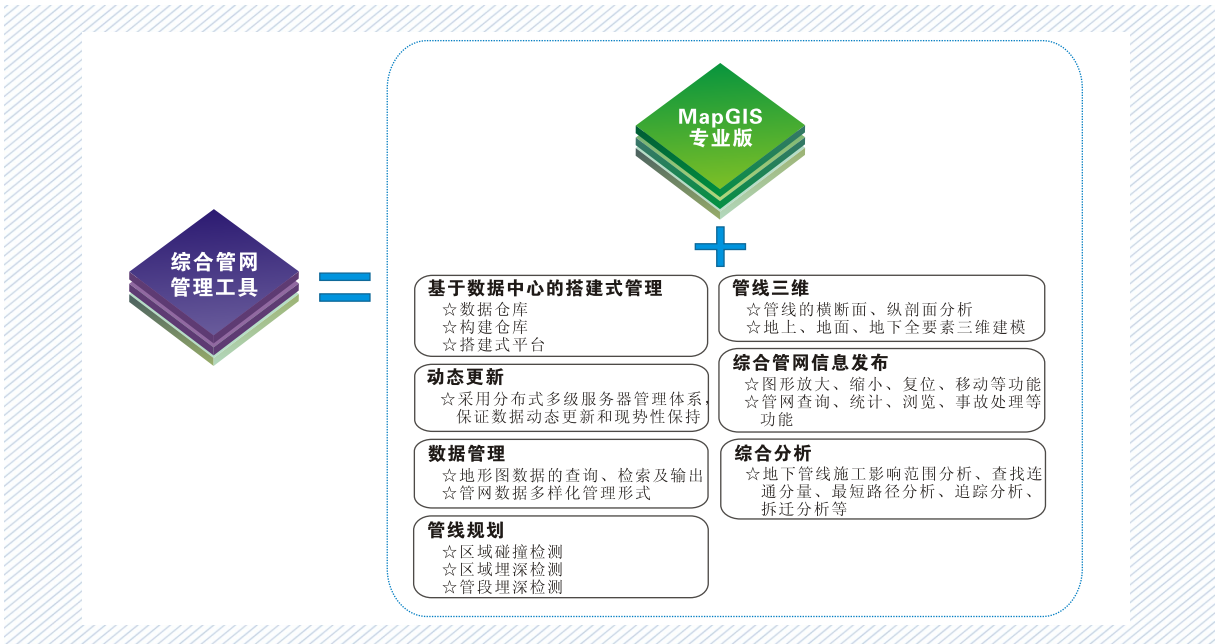 MapGIS
专业版
综合管网
管理工具
基于数据中心的搭建式管理
☆数据仓库
☆构建仓库
☆搭建式平台
动态更新
☆采用分布式多级服务器管理体系,
保证数据动态更新和现势性保持
数据管理
☆地形图数据的查询、检索及输出
☆管网数据多样化管理形式
管线规划
☆区域碰撞检测
☆区域埋深检测
☆管段埋深检测
管线三维
☆管线的横断面、纵剖面分析
☆地上、地面、地下全要素三维建模
综合管网信息发布
☆图形放大、缩小、复位、移动等功能
☆管网查询、统计、浏览、事故处理等
功能
综合分析
☆地下管线施工影响范围分析、查找连
通分量、最短路径分析、追踪分析、
拆迁分析等